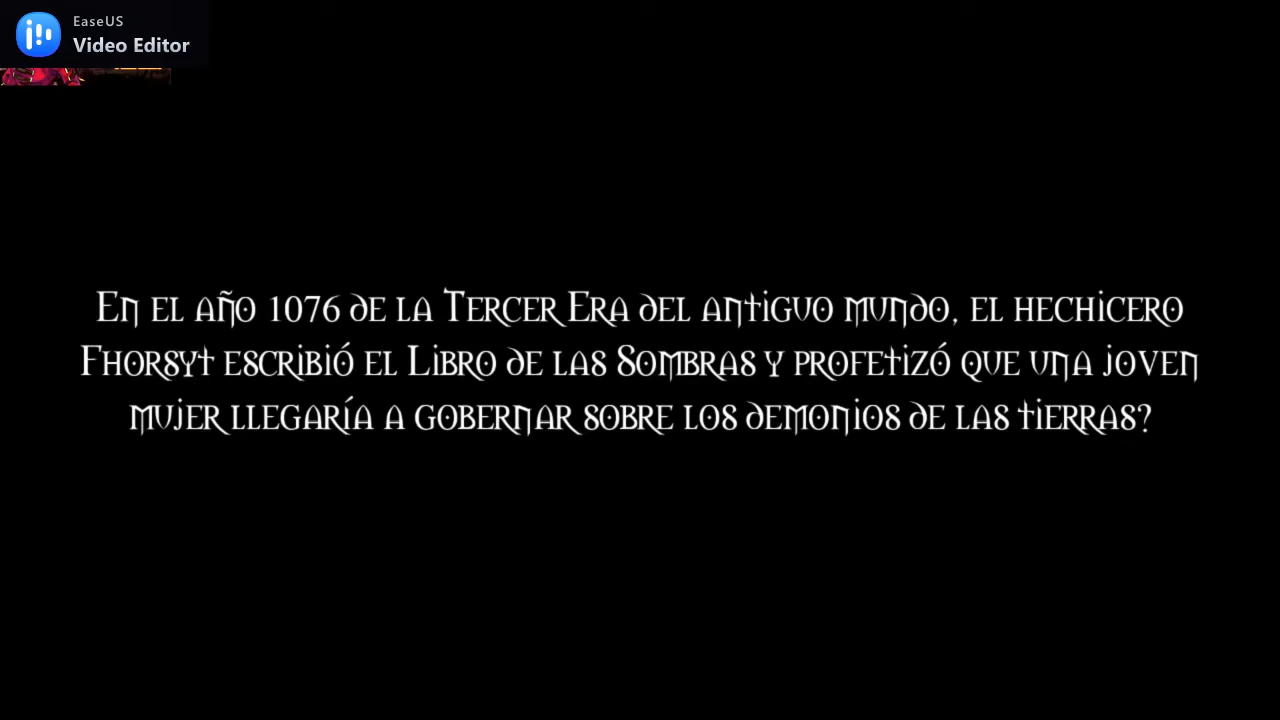 EaseUS
Video Editor
En el año 1076 de la Tercer Era del antiguo mundo, el hechicero
Fhorsyt escribió el Libro de las Sombras y profetizó que una joven
mujer llegaría a gobernar sobre los demonios de las tierras?